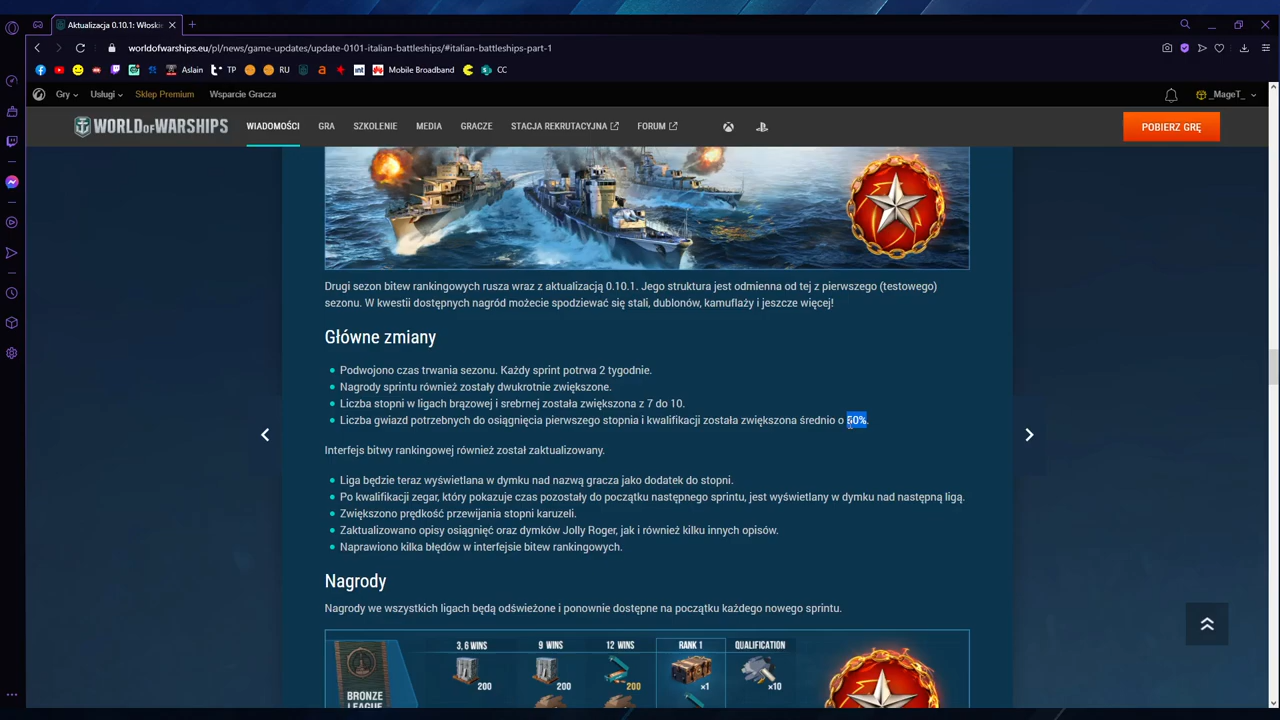 Aktualizacja 0.10.1: Włoski
worldofwarships.eu/pl/news/game-updates/update-0101-italian-battleships/#italian-battleships-part-1
Aslain TP RU int Mobile Broadband CC
Gry Usługi Sklep Premium Wsparcie Gracza _MageT_
WORLD OF WARSHIPS WIADOMOŚCI GRA SZKOLENIE MEDIA GRACZE STACJA REKRUTACYJNA FORUM POBIERZ GRĘ
Drugi sezon bitew rankingowych rusza wraz z aktualizacją 0.10.1. Jego struktura jest odmienna od tej z pierwszego (testowego)
sezonu. W kwestii dostępnych nagród możecie spodziewać się stali, dublonów, kamuflaży i jeszcze więcej!
Główne zmiany
Podwojono czas trwania sezonu. Każdy sprint potrwa 2 tygodnie.
Nagrody sprintu również zostały dwukrotnie zwiększone.
Liczba stopni w ligach brązowej i srebrnej została zwiększona z 7 do 10.
Liczba gwiazd potrzebnych do osiągnięcia pierwszego stopnia i kwalifikacji została zwiększona średnio o 50%.
Interfejs bitwy rankingowej również został zaktualizowany.
Liga będzie teraz wyświetlana w dymku nad nazwą gracza jako dodatek do stopni.
Po kwalifikacji zegar, który pokazuje czas pozostały do początku następnego sprintu, jest wyświetlany w dymku nad następną ligą.
Zwiększono prędkość przewijania stopni karuzeli.
Zaktualizowano opisy osiągnięć oraz dymków Jolly Roger, jak i również kilku innych opisów.
Naprawiono kilka błędów w interfejsie bitew rankingowych.
Nagrody
Nagrody we wszystkich ligach będą odświeżone i ponownie dostępne na początku każdego nowego sprintu.
3, 6 WINS 9 WINS 12 WINS RANK 1 QUALIFICATION
200 200 200 x1 x10
BRONZE
LEAGUE